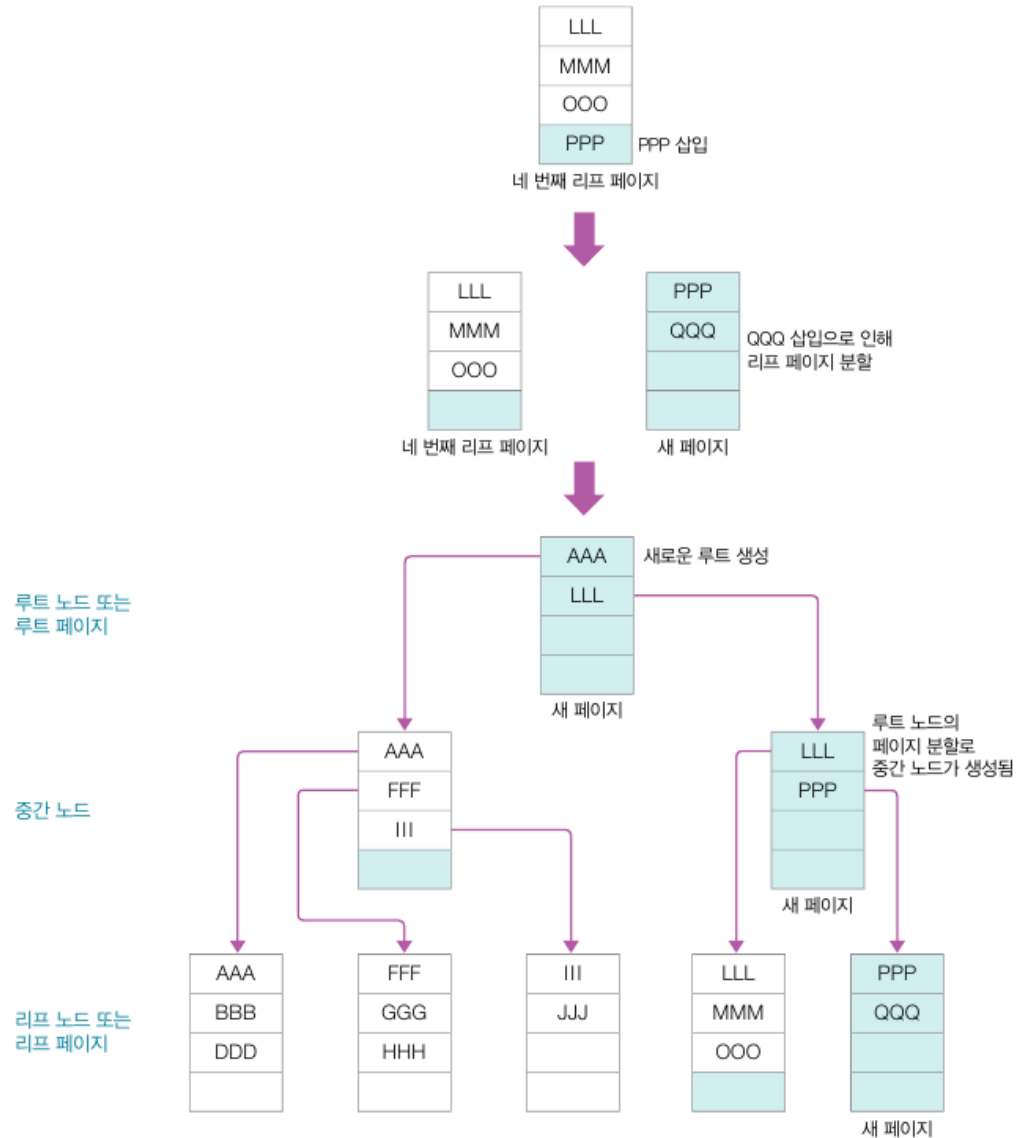 LLL
MMM
OOO
PPP
PPP 삽입
네 번째 리프 페이지
LLL
MMM
OOO
네 번째 리프 페이지
PPP
QQQ
QQQ 삽입으로 인해
리프 페이지 분할
새 페이지
루트 노드 또는
루트 페이지
AAA
LLL
새로운 루트 생성
새 페이지
중간 노드
AAA
FFF
III
LLL
PPP
루트 노드의
페이지 분할로
중간 노드가 생성됨
새 페이지
리프 노드 또는
리프 페이지
AAA
BBB
DDD
FFF
GGG
HHH
III
JJJ
LLL
MMM
OOO
PPP
QQQ
새 페이지